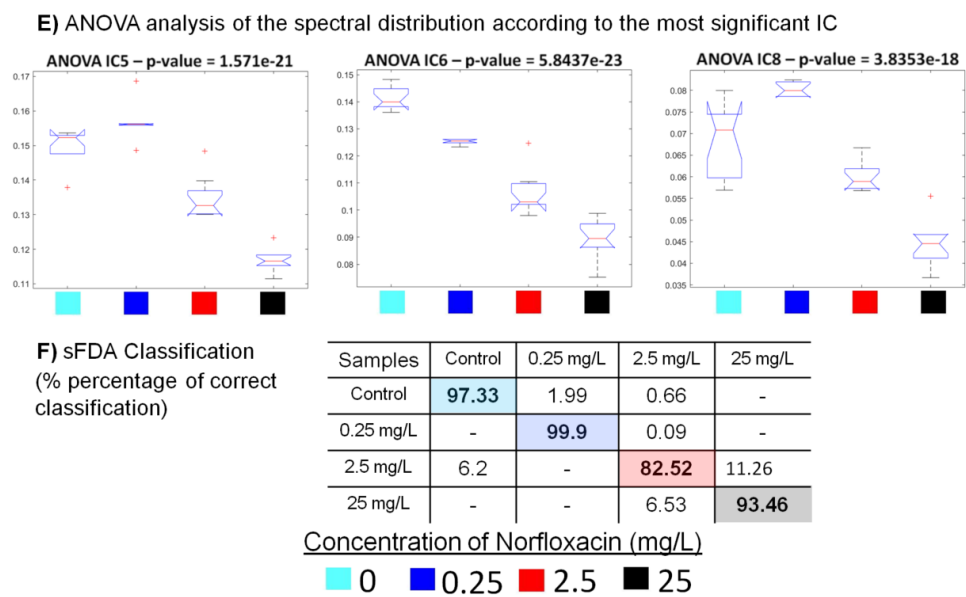 E) ANOVA analysis of the spectral distribution according to the most significant IC
ANOVA IC5 – p-value = 1.571e-21
0.17
0.16
0.15
0.14
0.13
0.12
0.11
ANOVA IC6 – p-value = 5.8437e-23
0.15
0.14
0.13
0.12
0.11
0.1
0.09
0.08
ANOVA IC8 – p-value = 3.8353e-18
0.08
0.07
0.065
0.06
0.055
0.05
0.045
0.04
0.035
F) sFDA Classification
(% percentage of correct
classification)
Samples Control 0.25 mg/L 2.5 mg/L 25 mg/L
Control 97.33 1.99 0.66 -
0.25 mg/L - 99.9 0.09 -
2.5 mg/L 6.2 - 82.52 11.26
25 mg/L - - 6.53 93.46
Concentration of Norfloxacin (mg/L)
0 0.25 2.5 25